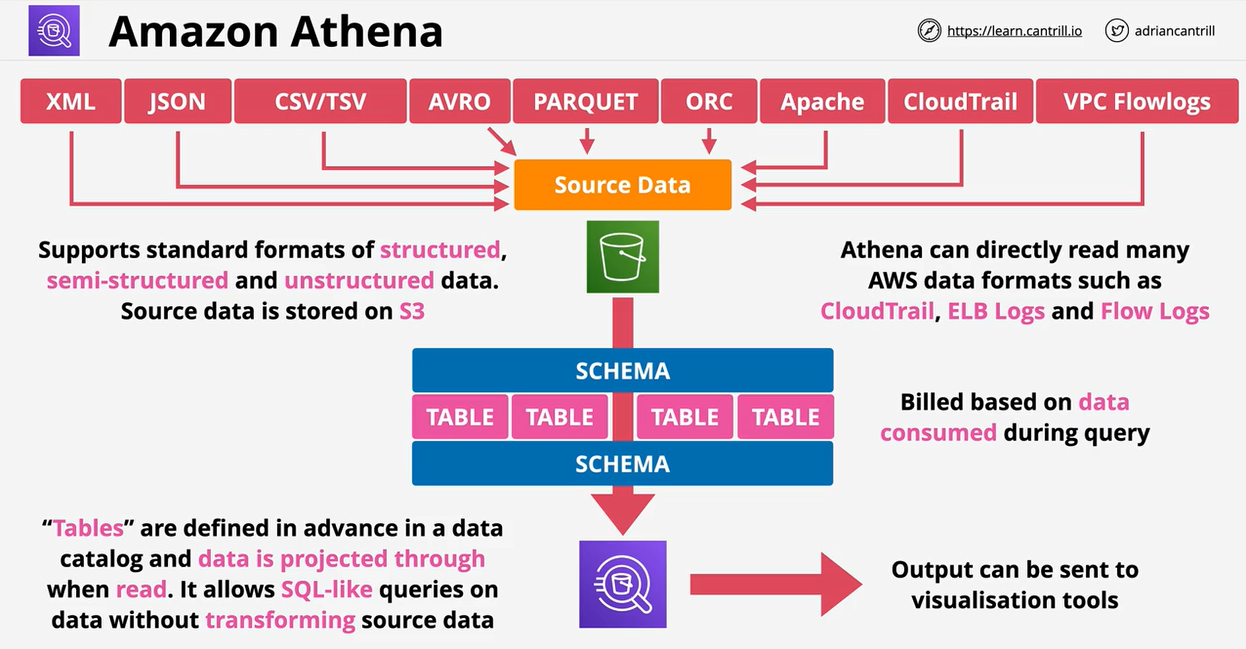 Amazon Athena
https://learn.cantrill.io
adriancantrill
XML
JSON
CSV/TSV
AVRO
PARQUET
ORC
Apache
CloudTrail
VPC Flowlogs
Source Data
Supports standard formats of structured,
semi-structured and unstructured data.
Source data is stored on S3
Athena can directly read many
AWS data formats such as
CloudTrail, ELB Logs and Flow Logs
SCHEMA
TABLE
TABLE
TABLE
TABLE
SCHEMA
Billed based on data
consumed during query
“Tables” are defined in advance in a data
catalog and data is projected through
when read. It allows SQL-like queries on
data without transforming source data
Output can be sent to
visualisation tools